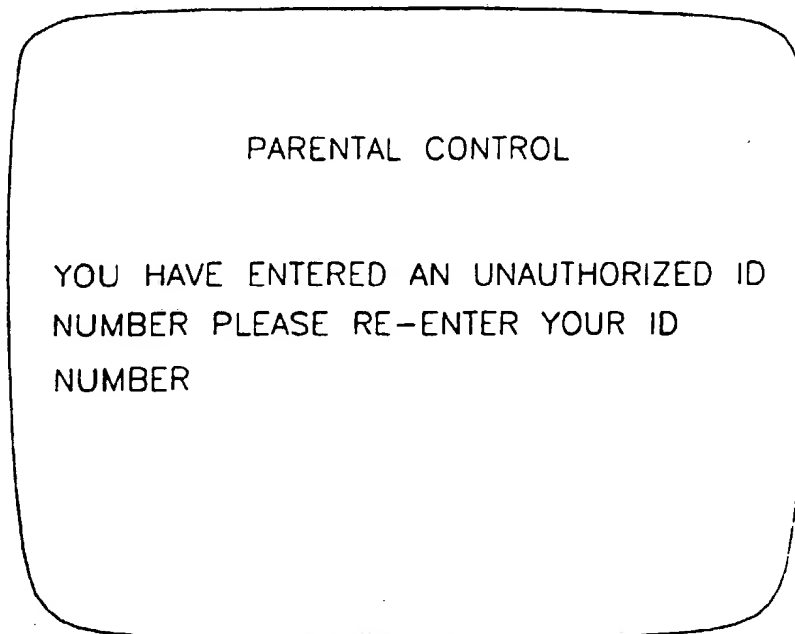 PARENTAL CONTROL
YOU HAVE ENTERED AN UNAUTHORIZED ID
NUMBER PLEASE RE-ENTER YOUR ID
NUMBER